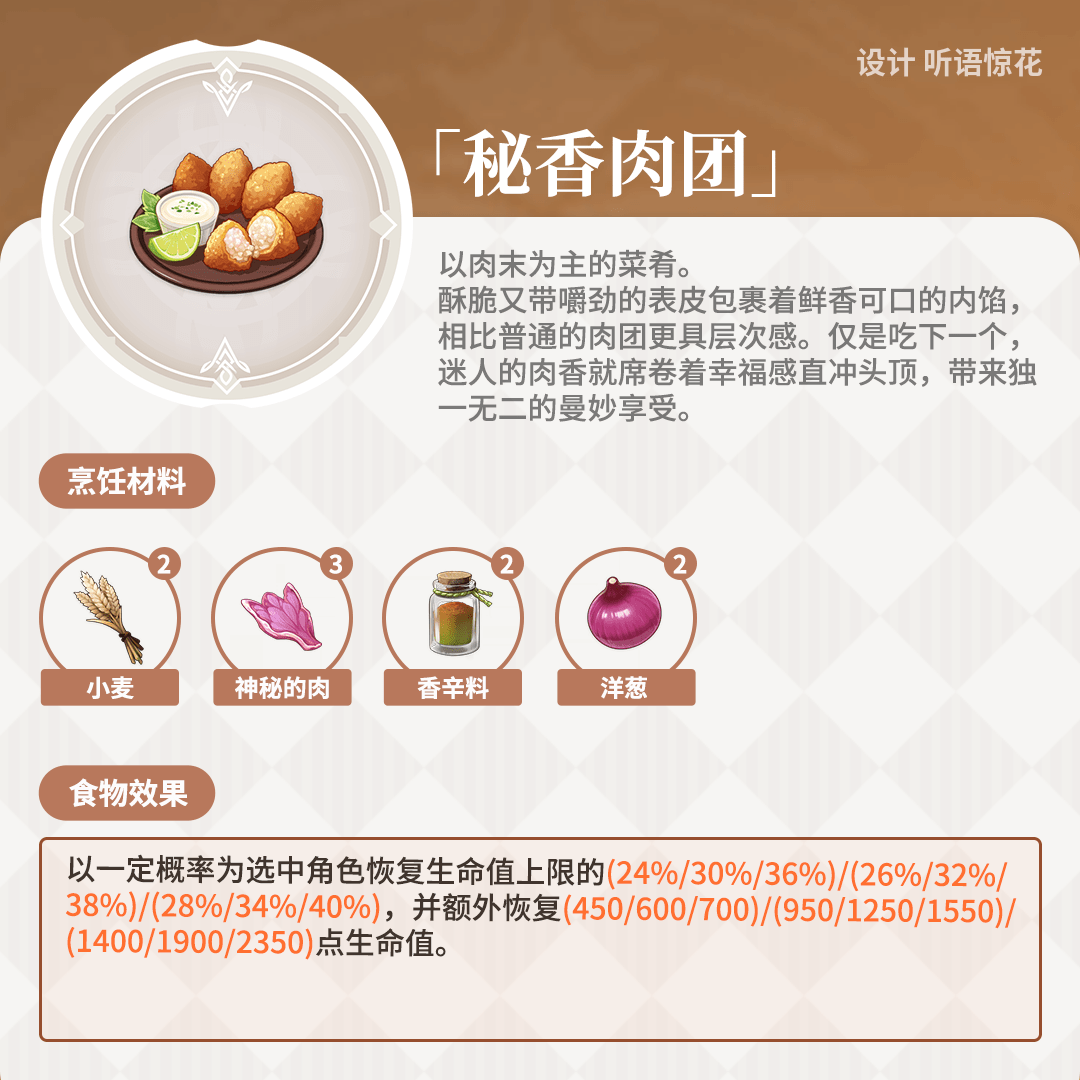 设计 听语惊花
「秘香肉团」
以肉末为主的菜肴。
酥脆又带嚼劲的表皮包裹着鲜香可口的内馅，
相比普通的肉团更具层次感。仅是吃下一个，
迷人的肉香就席卷着幸福感直冲头顶，带来独
一无二的曼妙享受。
烹饪材料
2
3
2
2
小麦
神秘的肉
香辛料
洋葱
食物效果
以一定概率为选中角色恢复生命值上限的(24%/30%/36%)/(26%/32%/
38%)/(28%/34%/40%)，并额外恢复(450/600/700)/(950/1250/1550)/
(1400/1900/2350)点生命值。